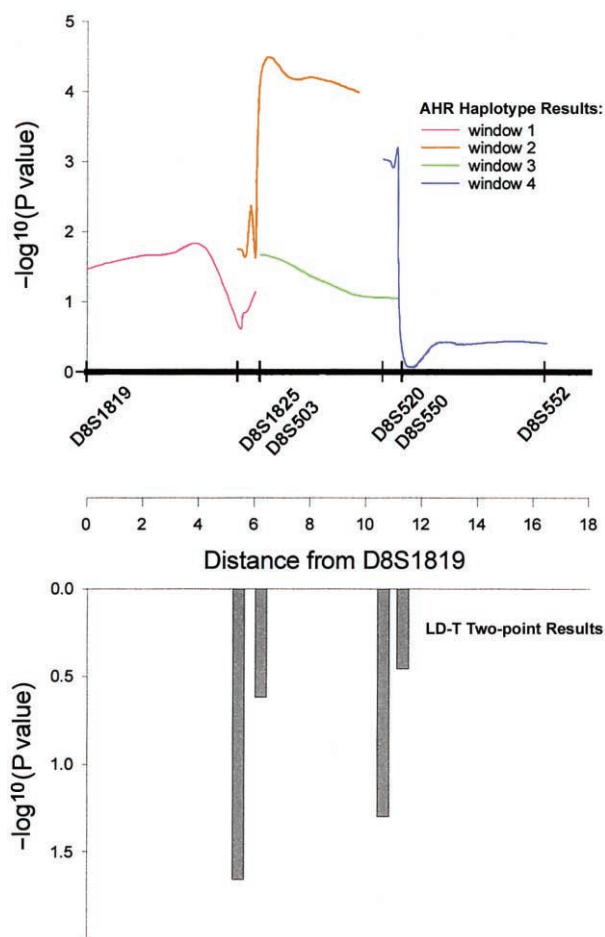 5
4
3
2
1
0
−log¹⁰(P value)
AHR Haplotype Results:
window 1
window 2
window 3
window 4
D8S1819
D8S1825
D8S503
D8S520
D8S550
D8S552
0 2 4 6 8 10 12 14 16 18
Distance from D8S1819
0.0
0.5
1.0
1.5
−log¹⁰(P value)
LD-T Two-point Results